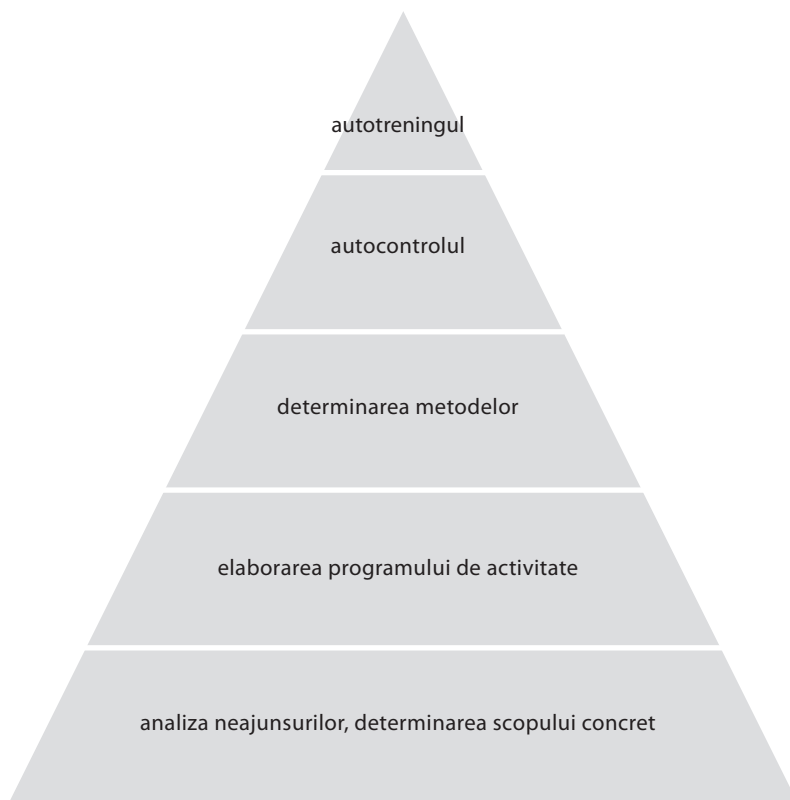 autotreningul
autocontrolul
determinarea metodelor
elaborarea programului de activitate
analiza neajunsurilor, determinarea scopului concret